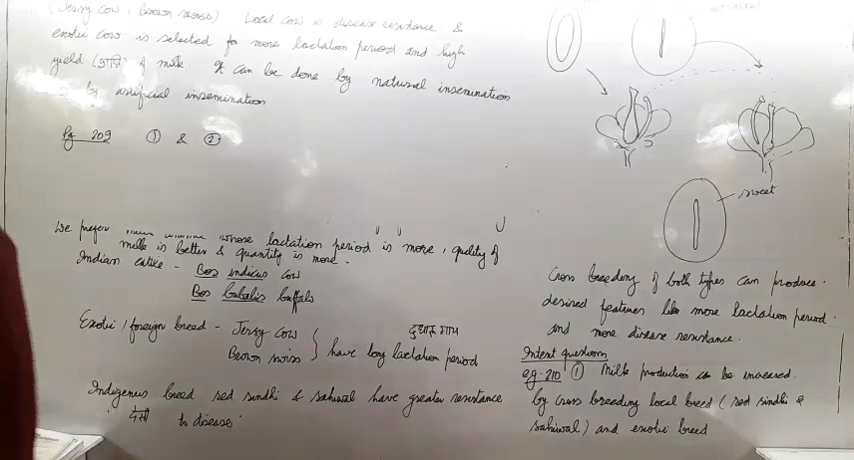 (Jersy cow, Brown swiss). Local cow is disease resistance &
exotic cow is selected for more lactation period and high
yield of milk. It can be done by natural insemination
by artificial insemination
Pg 209 ① & ②
We prefer whose lactation period is more, quality of
milk is better & quantity is more.
Indian catike - Bos indicus cow
Bos bubalis buffalo
Exotic/foreign breed - Jersy cow
Brown swiss } have long lactation period
दुधारू गाय
Indigenus breed red sindhi & sahiwal have greater resistance
देसी to disease
sweet
Cross breeding of both types can produce
desired features like more lactation period
and more disease resistance.
Intent questions
Pg. 210 ① Milk production can be increased
by cross breeding local breed (red sindhi &
sahiwal) and exotic breed